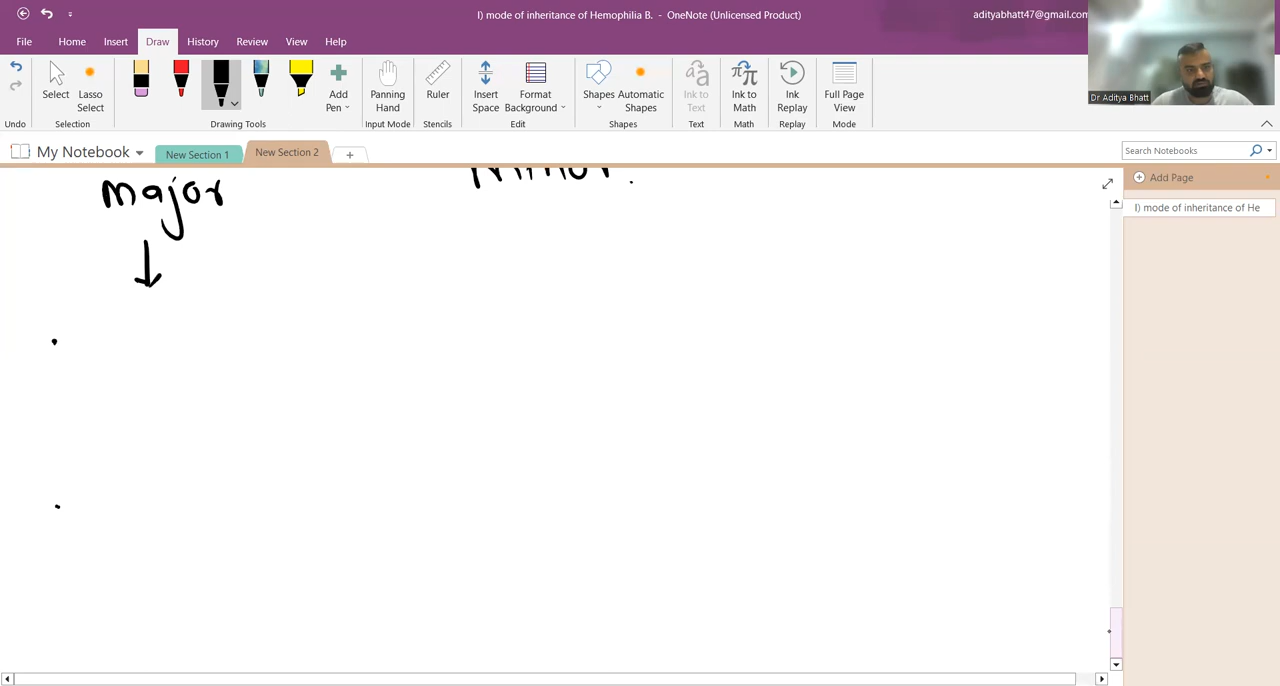 I) mode of inheritance of Hemophilia B. - OneNote (Unlicensed Product)
adityabhatt47@gmail.com
File Home Insert Draw History Review View Help
Undo
Select
Lasso Select
Selection
Drawing Tools
Add Pen
Panning Hand
Input Mode
Ruler
Stencils
Insert Space
Format Background
Edit
Shapes
Automatic Shapes
Shapes
Ink to Text
Text
Ink to Math
Math
Ink Replay
Replay
Full Page View
Mode
Dr Aditya Bhatt
My Notebook
New Section 1
New Section 2
Search Notebooks
Add Page
I) mode of inheritance of He
major
Minor.